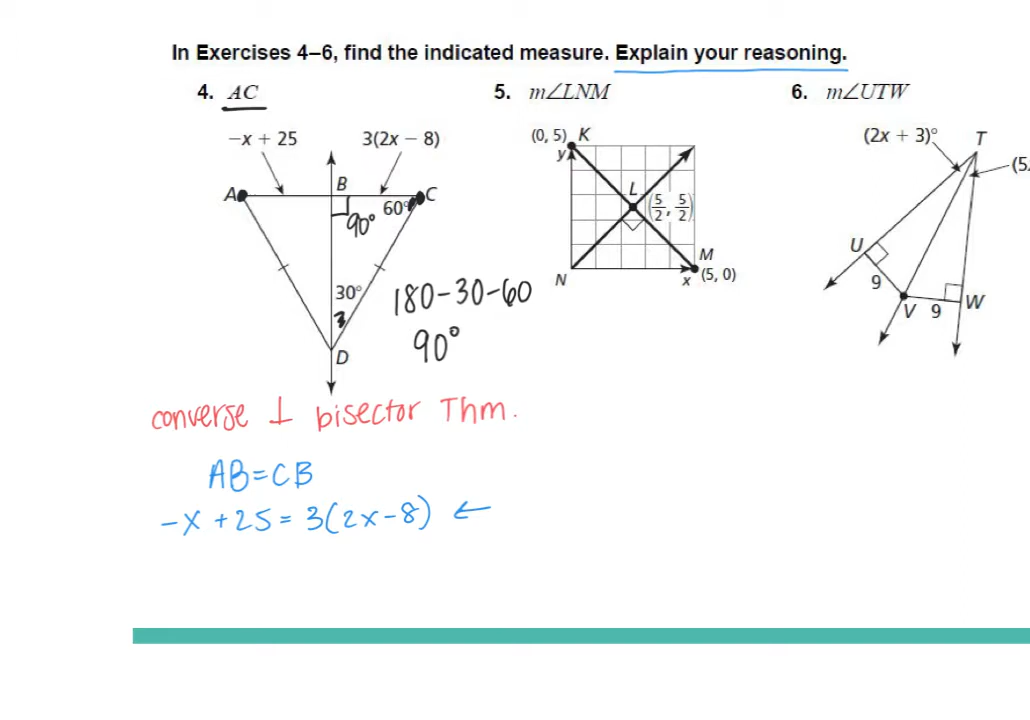 In Exercises 4–6, find the indicated measure. Explain your reasoning.
4. AC
5. m∠LNM
6. m∠UTW
−x + 25
3(2x − 8)
A
B
C
60°
90°
30°
D
180-30-60
90°
(0, 5) K
y
L
(5/2, 5/2)
M
N
x
(5, 0)
(2x + 3)°
T
(5
U
9
V
9
W
converse ⊥ bisector Thm.
AB=CB
-x +25 = 3(2x-8) ←